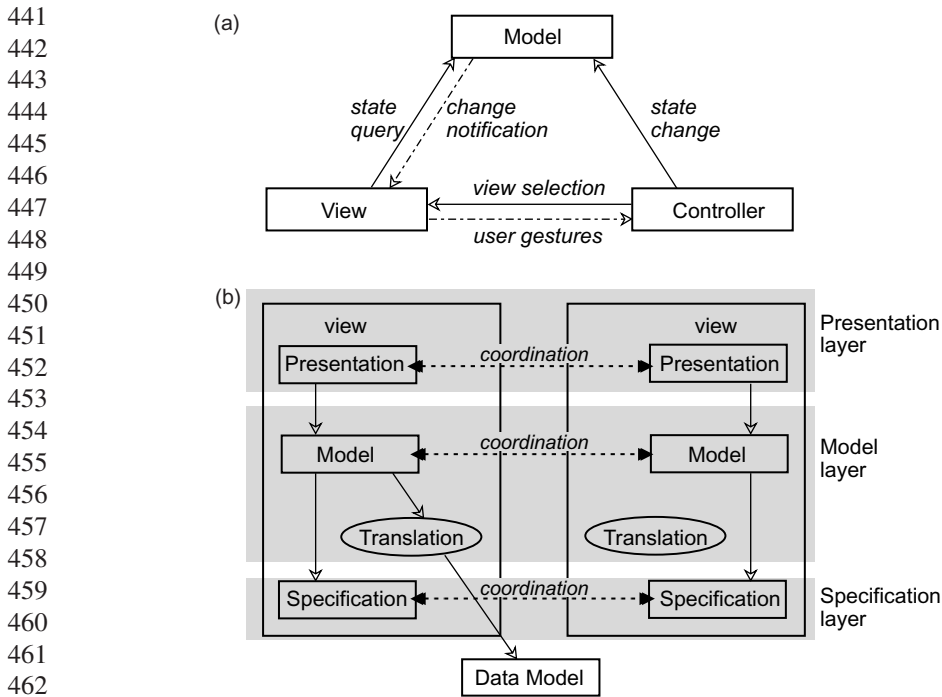 441
442
443
444
445
446
447
448
449
450
451
452
453
454
455
456
457
458
459
460
461
462
(a)
Model
state
query
change
notification
state
change
view selection
View
Controller
user gestures
(b)
view
view
Presentation
layer
Presentation
coordination
Presentation
Model
coordination
Model
Model
layer
Translation
Translation
Specification
coordination
Specification
Specification
layer
Data Model